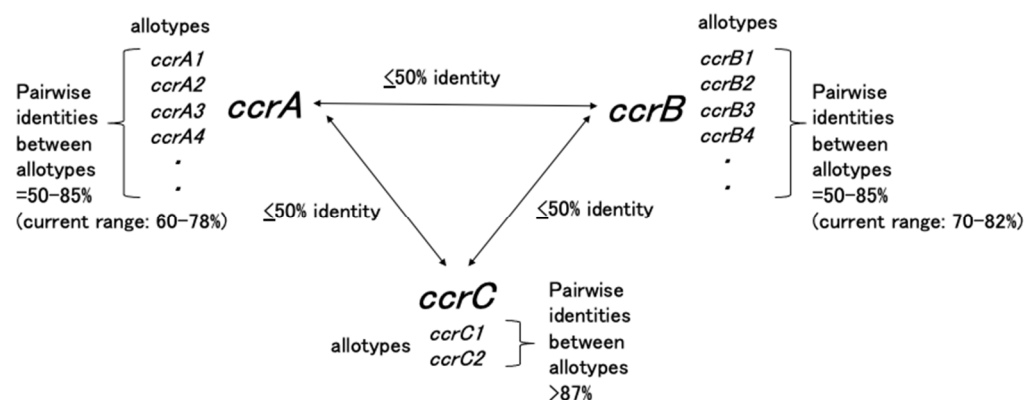 allotypes
ccrA1
ccrA2
ccrA3
ccrA4
.
.
Pairwise
identities
between
allotypes
=50-85%
(current range: 60-78%)
ccrA
≤50% identity
ccrB
allotypes
ccrB1
ccrB2
ccrB3
ccrB4
.
.
Pairwise
identities
between
allotypes
=50-85%
(current range: 70-82%)
≤50% identity
≤50% identity
ccrC
allotypes
ccrC1
ccrC2
Pairwise
identities
between
allotypes
>87%